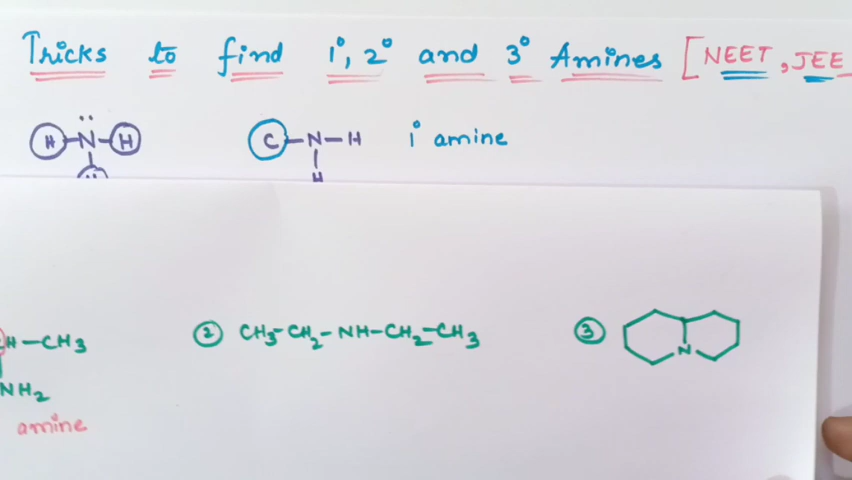 Tricks to find 1°, 2° and 3° Amines [NEET, JEE
H-N-H C-N-H 1° amine
H
② CH3-CH2-NH-CH2-CH3 ③
H-CH3
N
NH2
amine